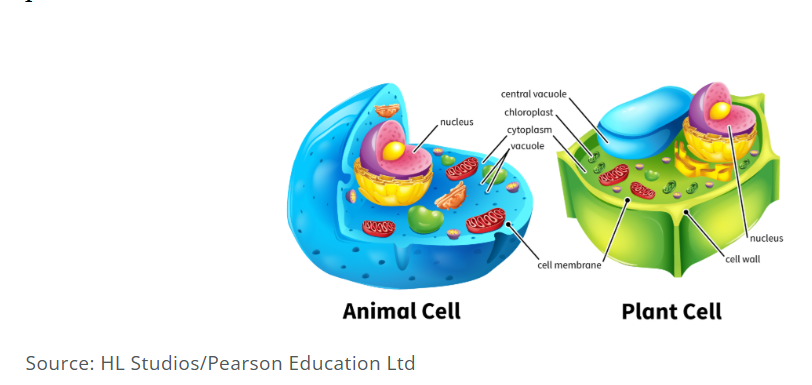 central vacuole
chloroplast
nucleus
cytoplasm
vacuole
nucleus
cell membrane
cell wall
Animal Cell
Plant Cell
Source: HL Studios/Pearson Education Ltd